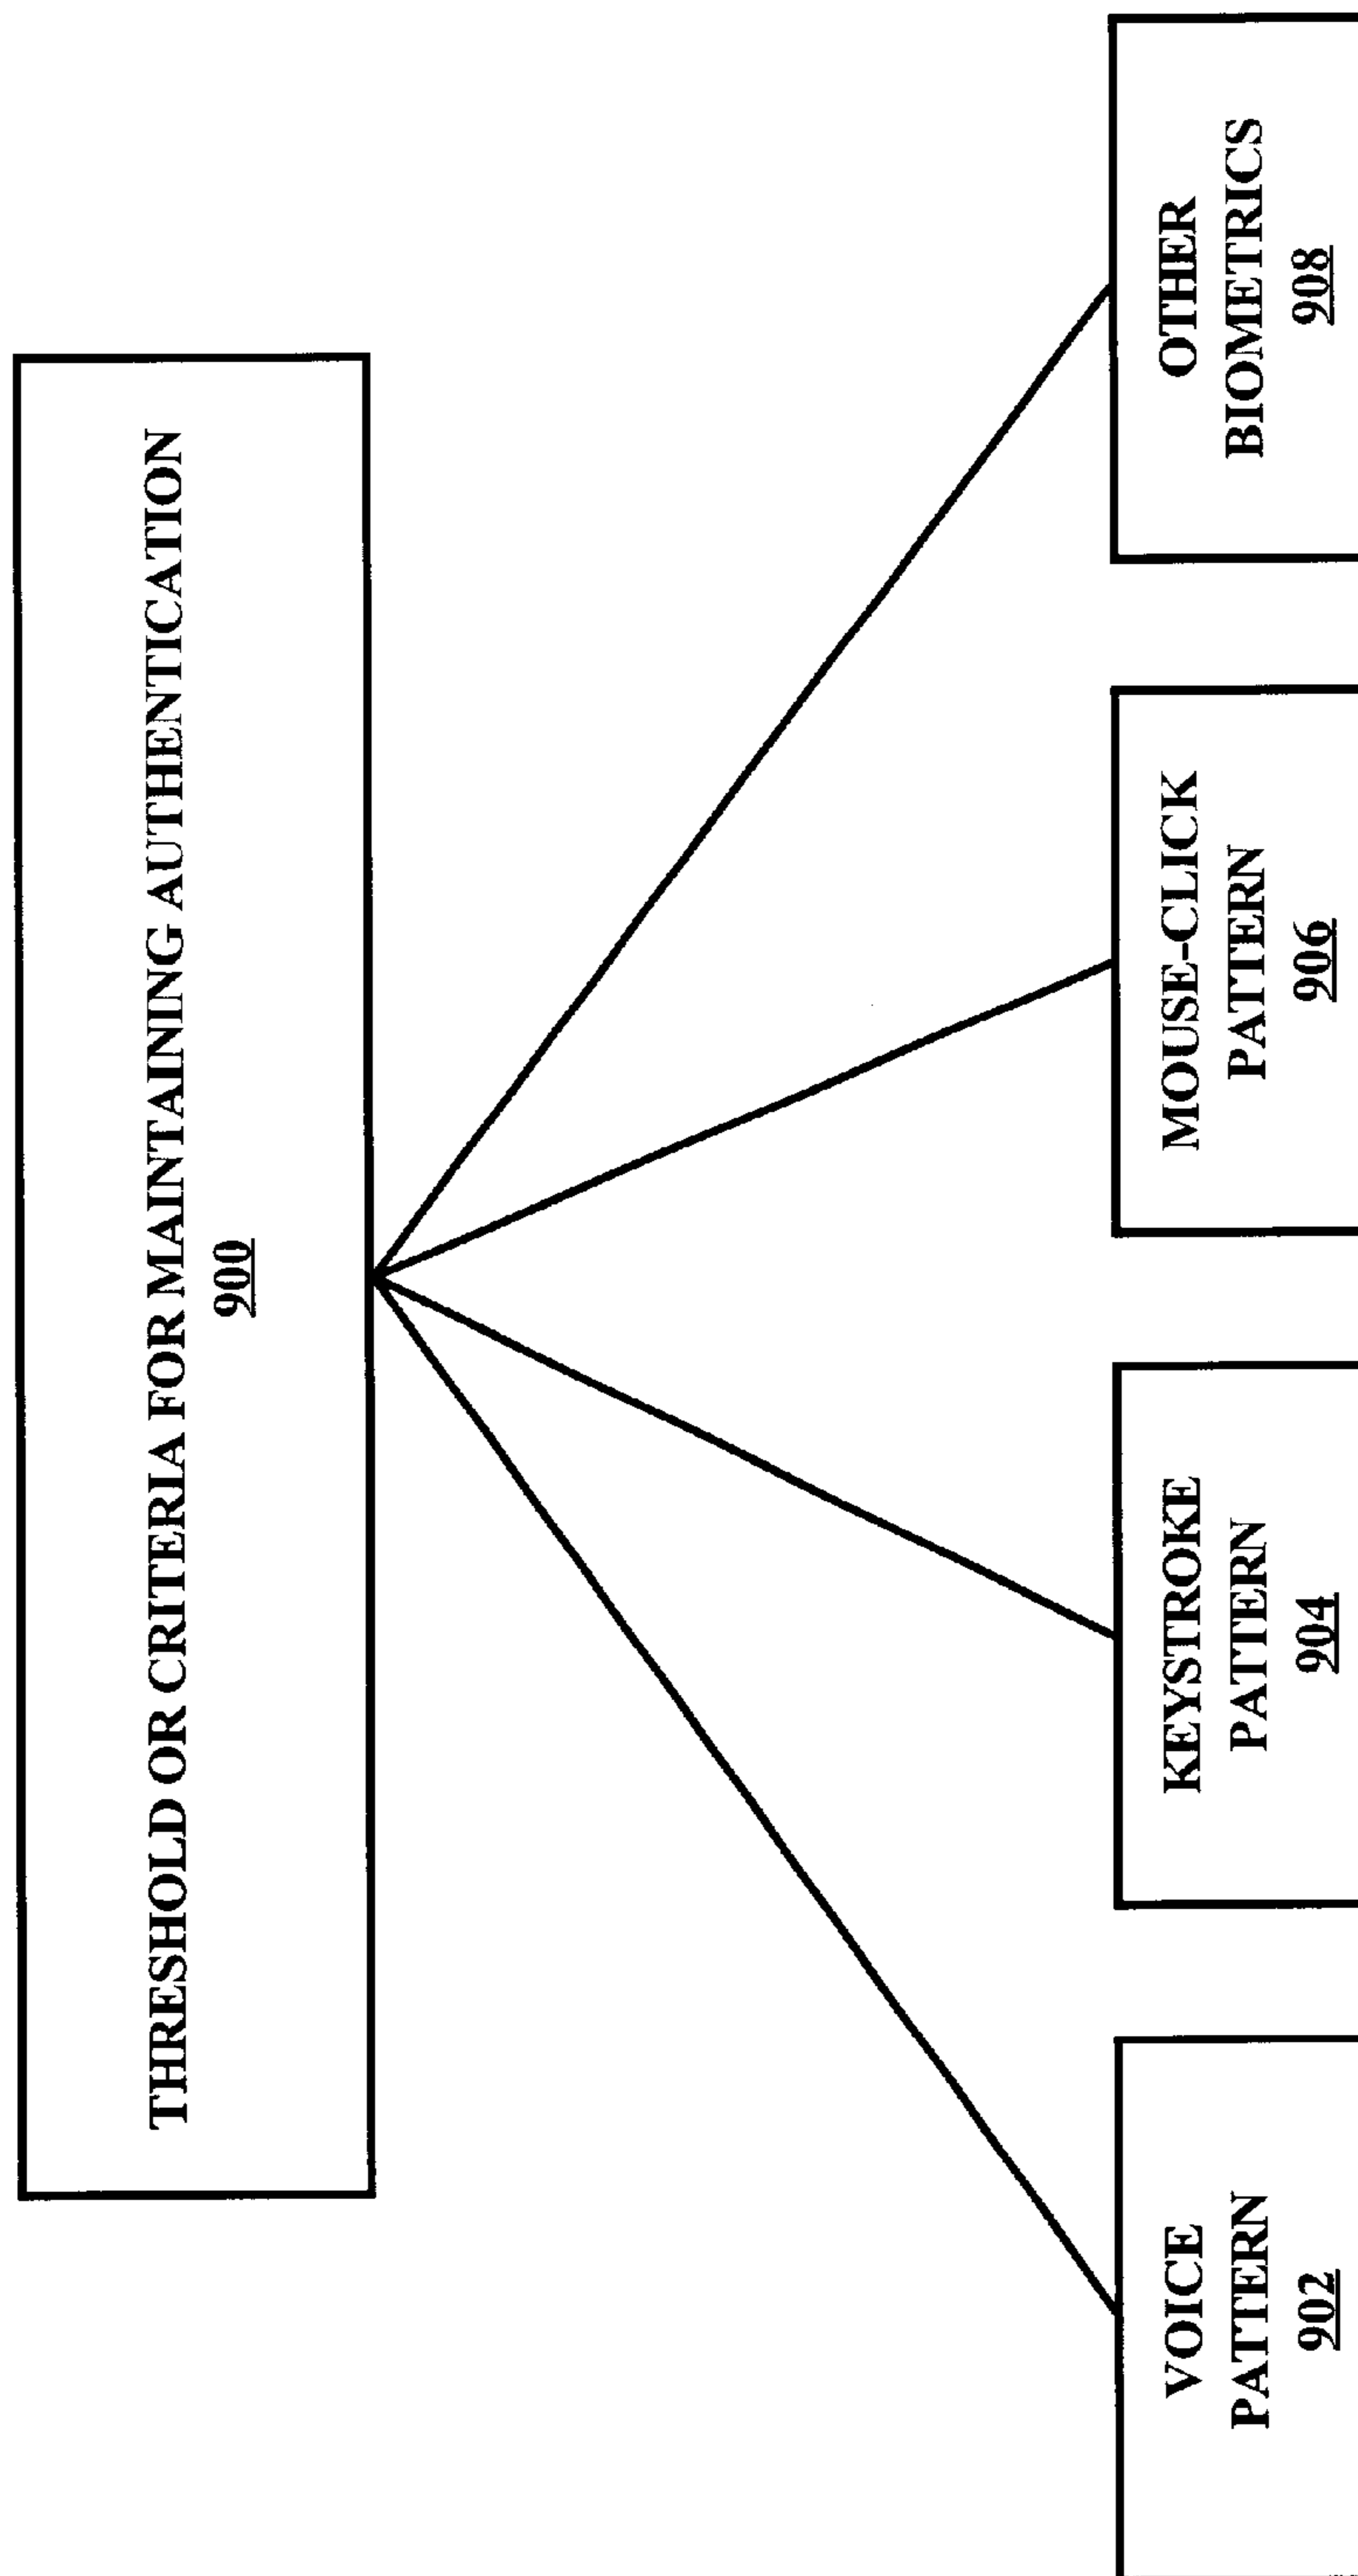 THRESHOLD OR CRITERIA FOR MAINTAINING AUTHENTICATION
900
VOICE
PATTERN
902
KEYSTROKE
PATTERN
904
MOUSE-CLICK
PATTERN
906
OTHER
BIOMETRICS
908